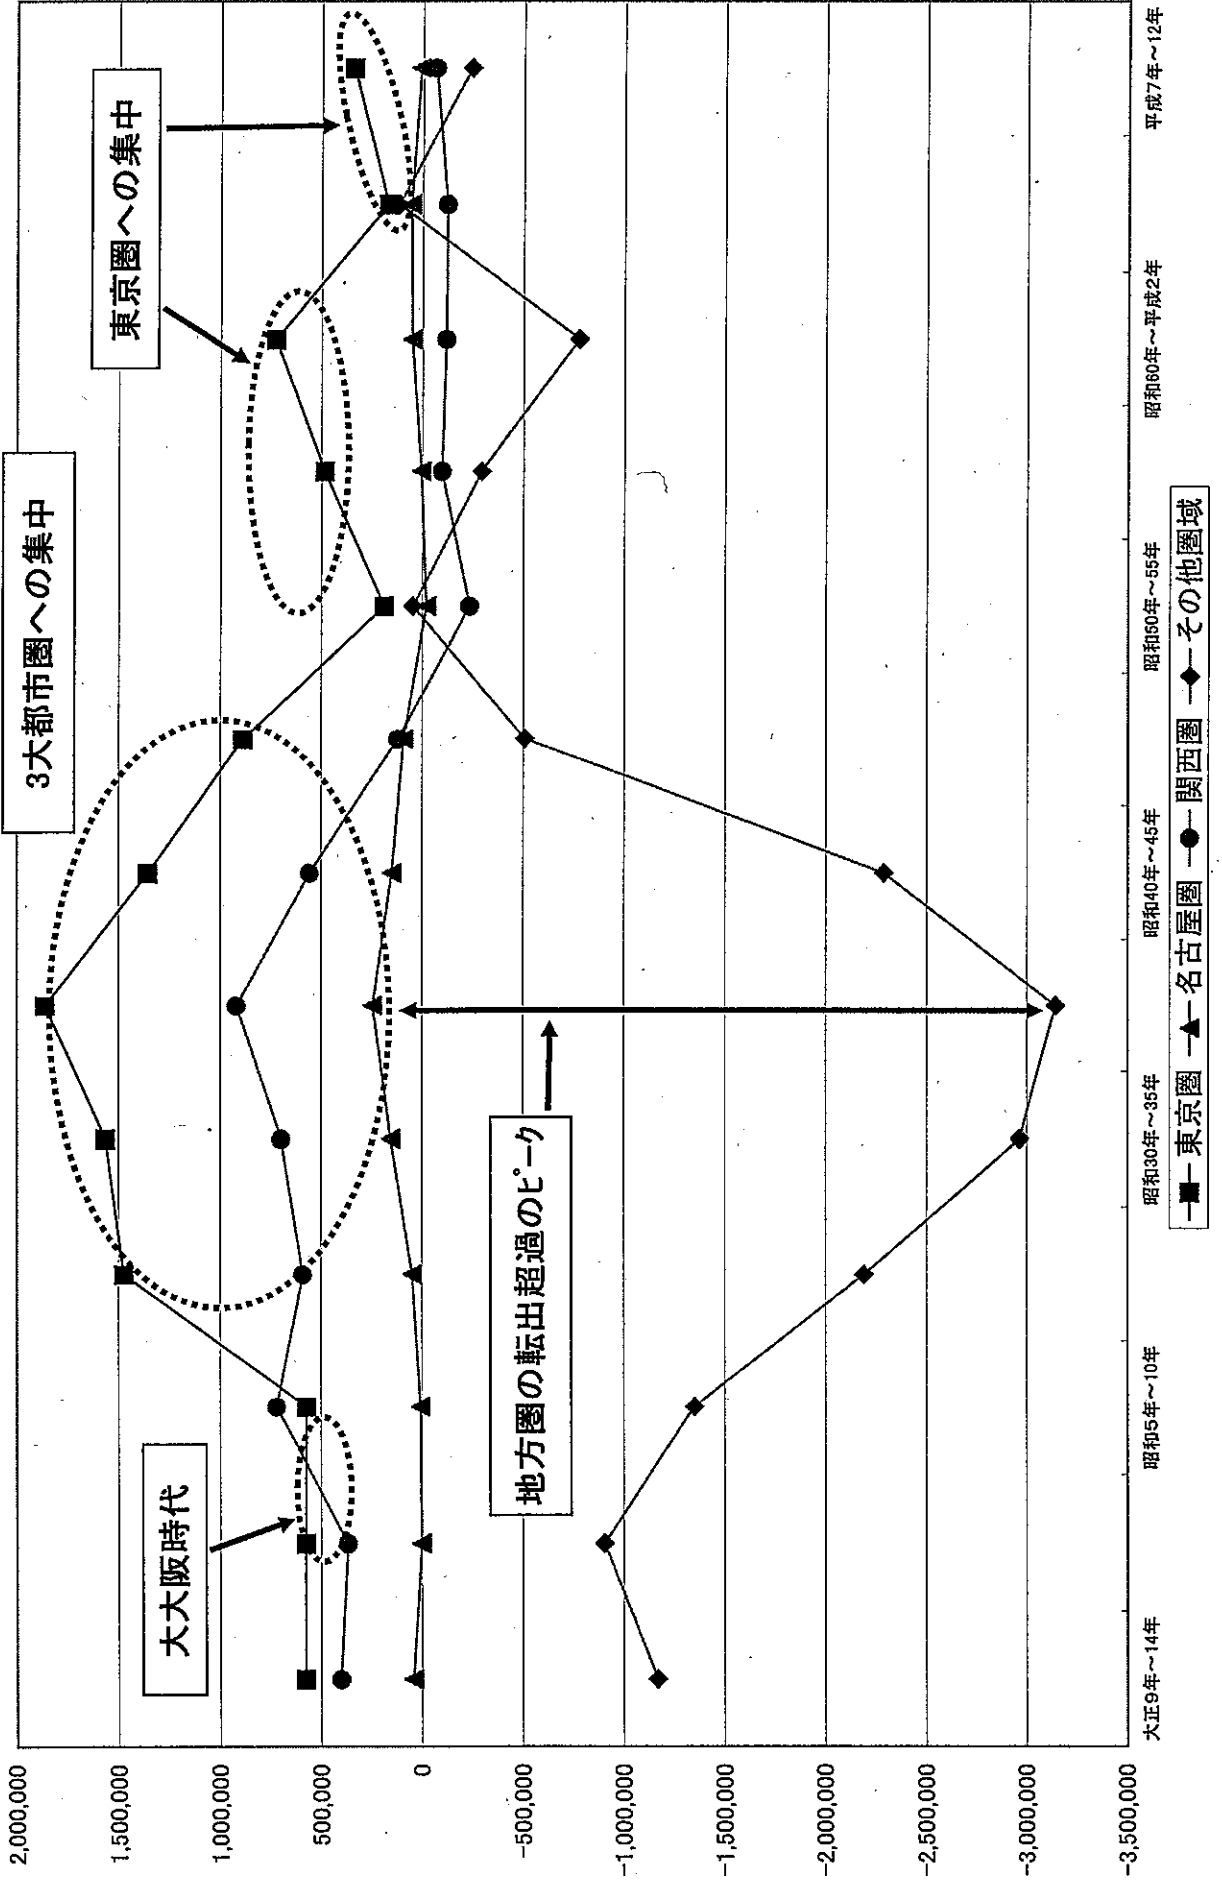 3大都市圏への集中
東京圏への集中
大大阪時代
地方圏の転出超過のピーク
2,000,000
1,500,000
1,000,000
500,000
0
-500,000
-1,000,000
-1,500,000
-2,000,000
-2,500,000
-3,000,000
-3,500,000
大正9年~14年
昭和5年~10年
昭和30年~35年
昭和40年~45年
昭和50年~55年
昭和60年~平成2年
平成7年~12年
東京圏 名古屋圏 関西圏 その他圏域